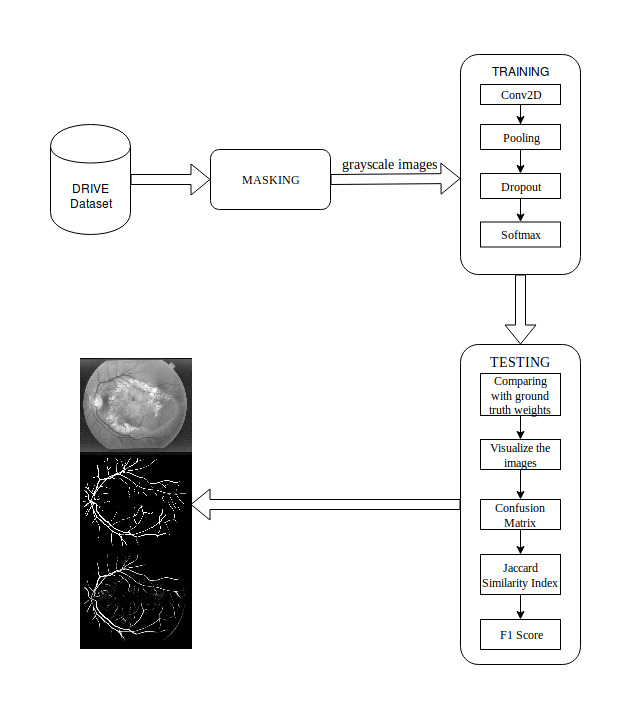 TRAINING
Conv2D
Pooling
Dropout
Softmax
grayscale images
MASKING
DRIVE
Dataset
TESTING
Comparing
with ground
truth weights
Visualize the
images
Confusion
Matrix
Jaccard
Similarity Index
F1 Score